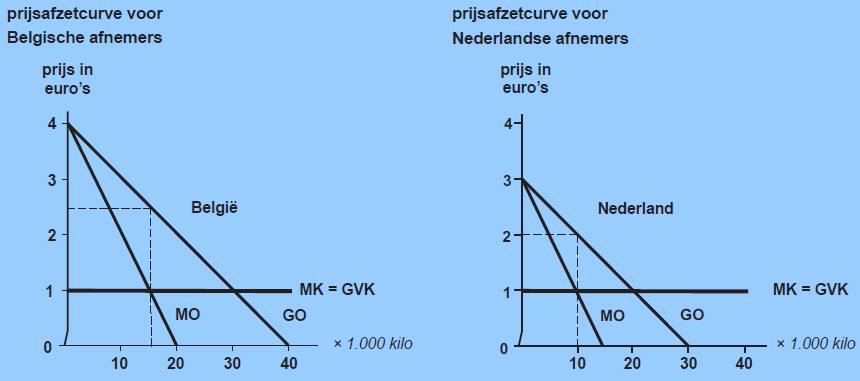 prijsafzetcurve voor
Belgische afnemers
prijs in
euro's
4
3
2
1
0
België
MK = GVK
MO
GO
10
20
30
40
× 1.000 kilo
prijsafzetcurve voor
Nederlandse afnemers
prijs in
euro's
4
3
2
1
0
Nederland
MK = GVK
MO
GO
10
20
30
40
× 1.000 kilo